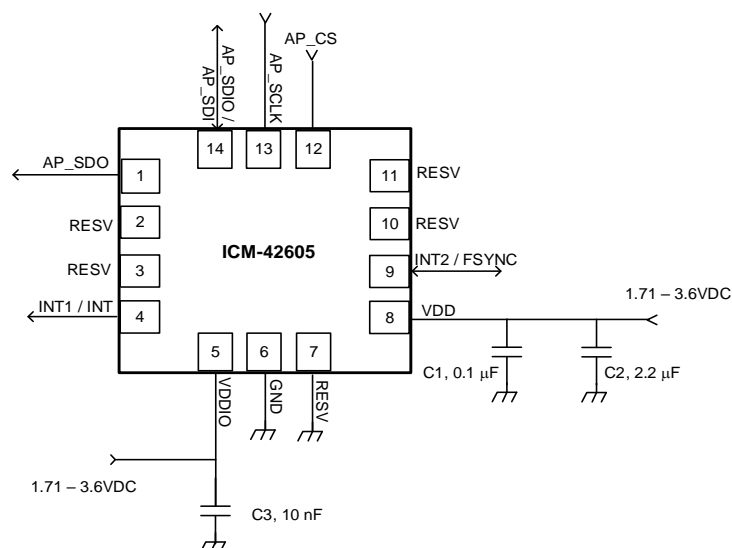 AP_CS
AP_SDIO /
AP_SDI
AP_SCLK
14
13
12
AP_SDO
1
11
RESV
RESV
2
10
RESV
ICM-42605
RESV
3
9
INT2 / FSYNC
INT1 / INT
4
8
VDD
1.71 – 3.6VDC
5
6
7
VDDIO
GND
RESV
C1, 0.1 μF
C2, 2.2 μF
1.71 – 3.6VDC
C3, 10 nF